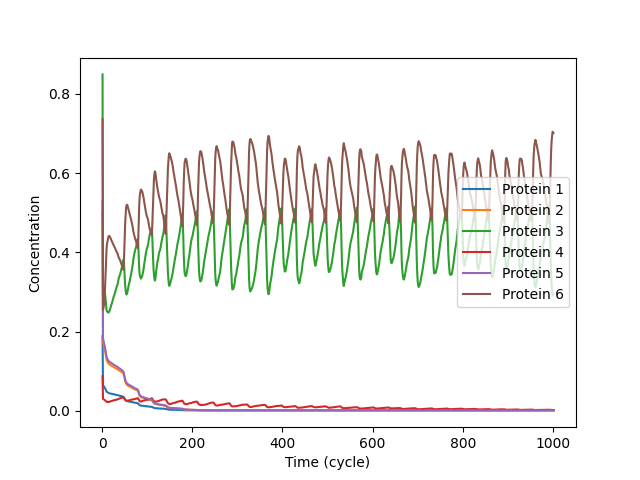 0.8
0.6
0.4
0.2
0.0
Concentration
0
200
400
600
800
1000
Time (cycle)
Protein 1
Protein 2
Protein 3
Protein 4
Protein 5
Protein 6